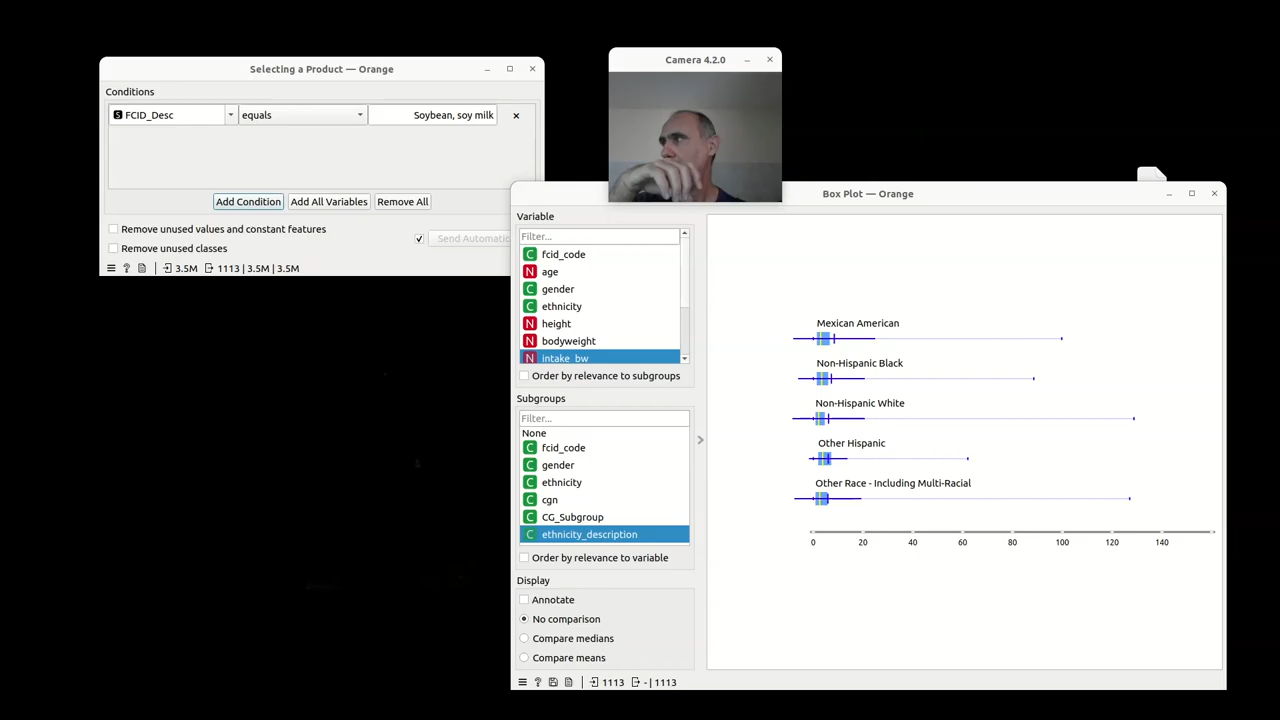 Selecting a Product — Orange
Conditions
S FCID_Desc equals Soybean, soy milk
Add Condition Add All Variables Remove All
Remove unused values and constant features
Remove unused classes
Send Automatic
3.5M 1113 | 3.5M | 3.5M
Camera 4.2.0
Box Plot — Orange
Variable
Filter...
C fcid_code
N age
C gender
C ethnicity
N height
N bodyweight
N intake_bw
Order by relevance to subgroups
Subgroups
Filter...
None
C fcid_code
C gender
C ethnicity
C cgn
C CG_Subgroup
C ethnicity_description
Order by relevance to variable
Display
Annotate
No comparison
Compare medians
Compare means
1113 - | 1113
Mexican American
Non-Hispanic Black
Non-Hispanic White
Other Hispanic
Other Race - Including Multi-Racial
0 20 40 60 80 100 120 140